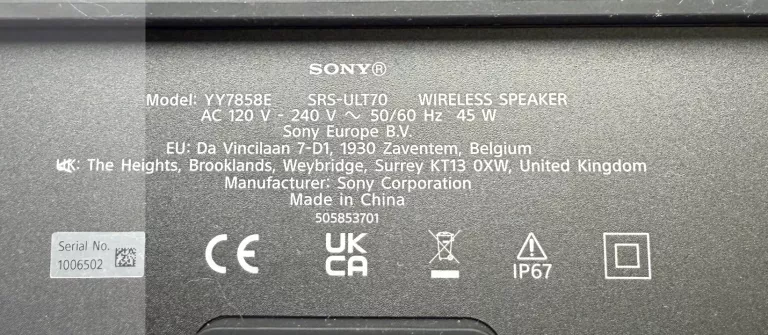 SONY®
Model: YY7858E SRS-ULT70 WIRELESS SPEAKER
AC 120 V - 240 V ~ 50/60 Hz 45 W
Sony Europe B.V.
EU: Da Vincilaan 7-D1, 1930 Zaventem, Belgium
UK: The Heights, Brooklands, Weybridge, Surrey KT13 0XW, United Kingdom
Manufacturer: Sony Corporation
Made in China
505853701
Serial No.
1006502
CE
UK
CA
IP67